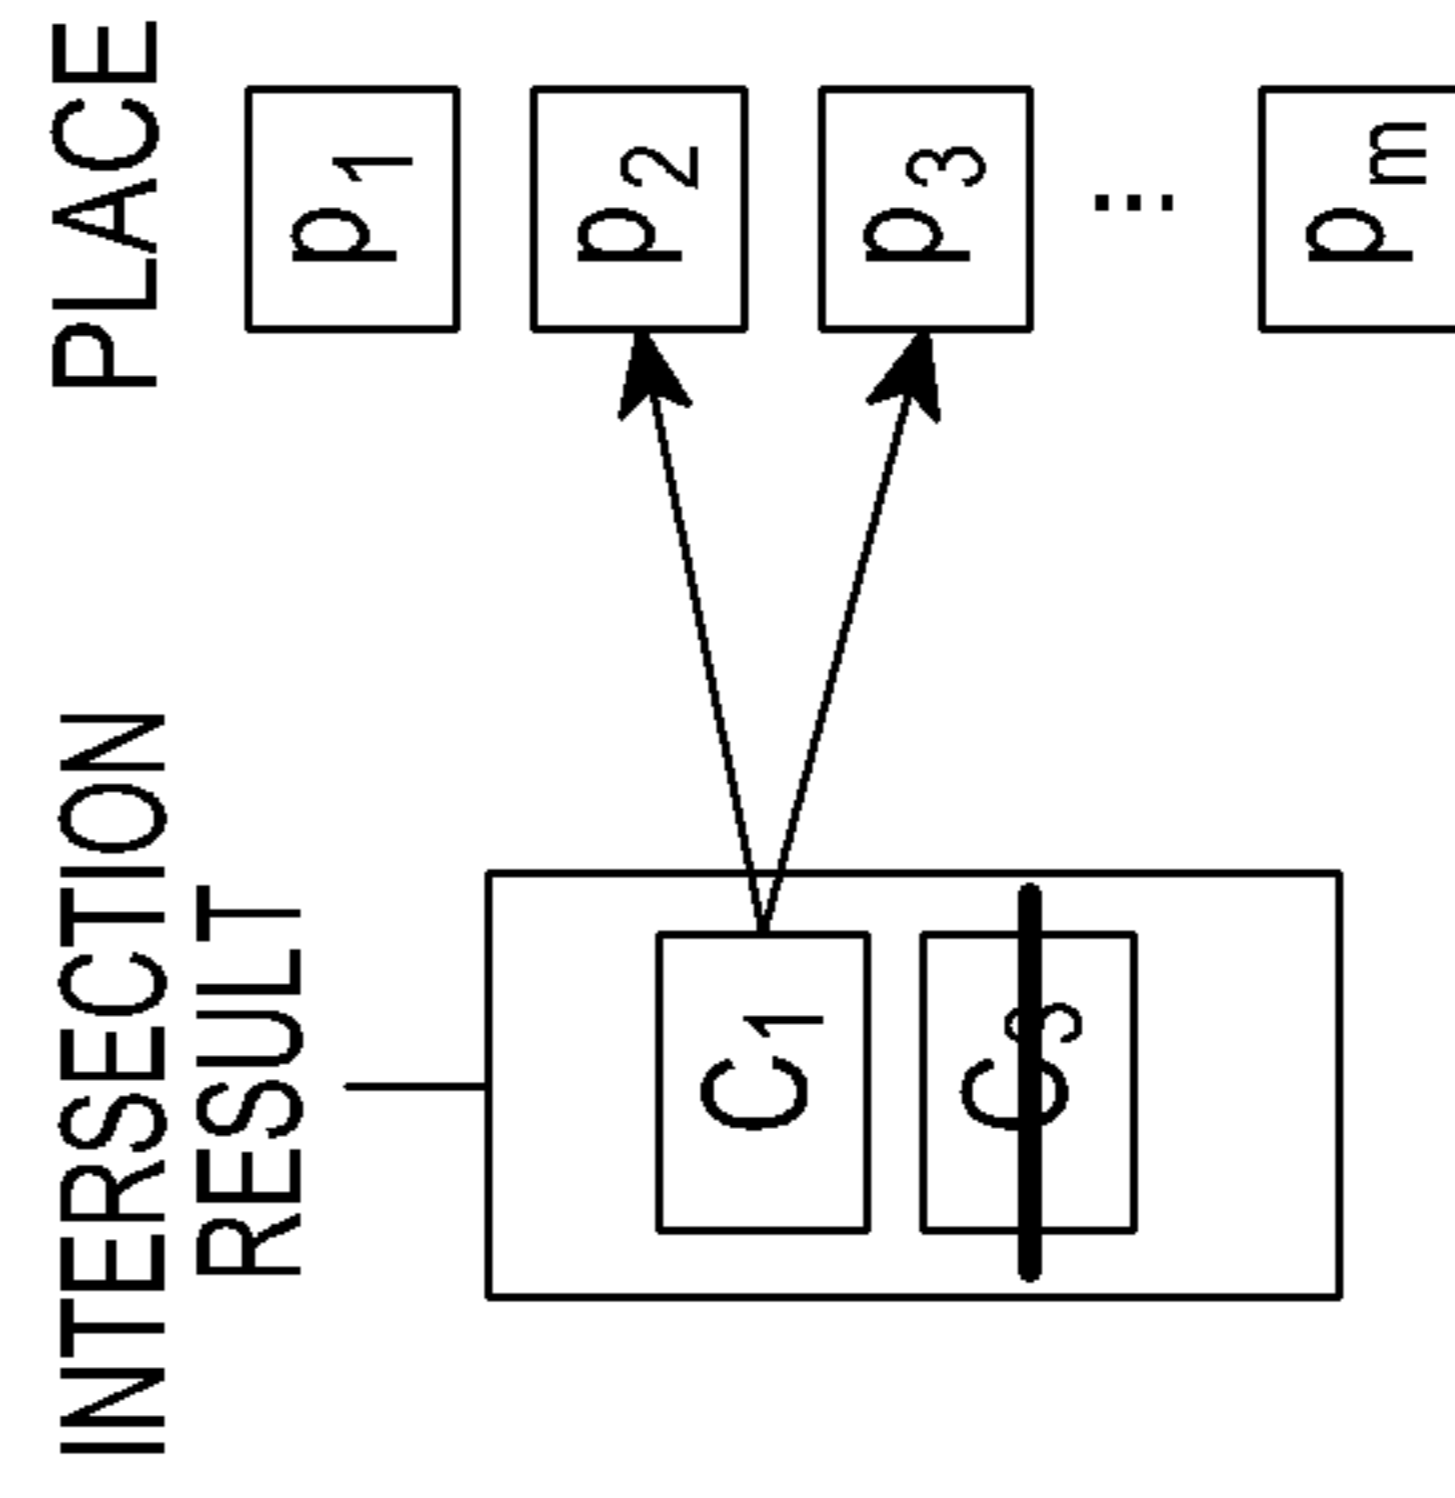 INTERSECTION
RESULT
PLACE
C1
C3
p1
p2
p3
...
pm